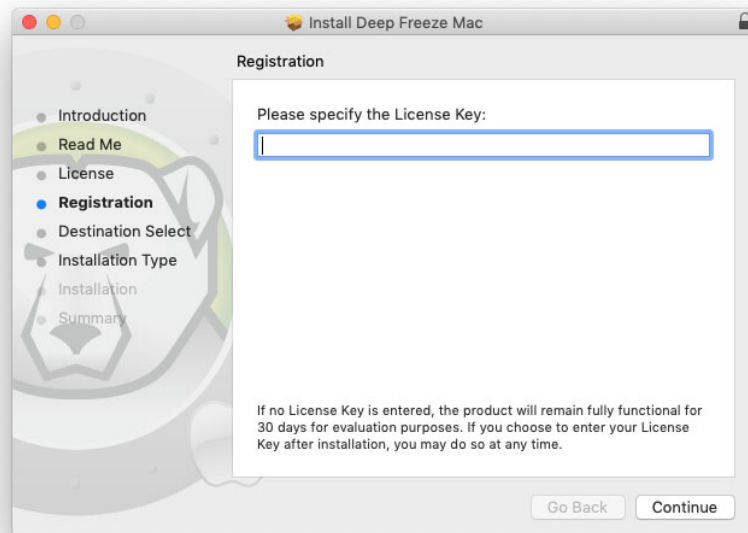 Install Deep Freeze Mac
Registration
Introduction
Read Me
License
Registration
Destination Select
Installation Type
Installation
Summary
Please specify the License Key:
If no License Key is entered, the product will remain fully functional for
30 days for evaluation purposes. If you choose to enter your License
Key after installation, you may do so at any time.
Go Back
Continue